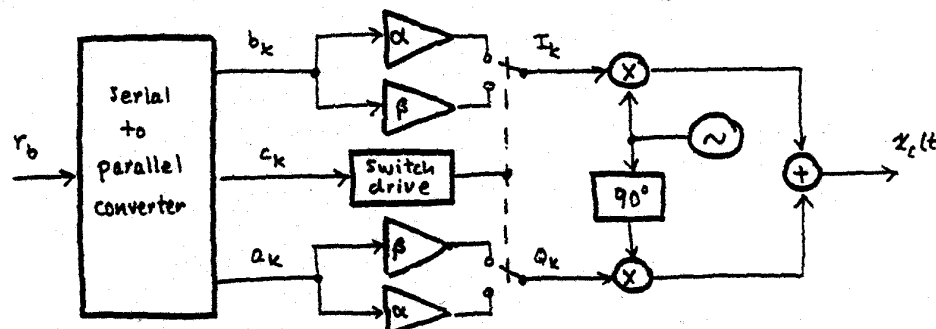 r_b
Serial
to
parallel
converter
b_k
c_k
a_k
α
β
switch
drive
β
α
I_k
Q_k
×
~
90°
×
+
x_c(t